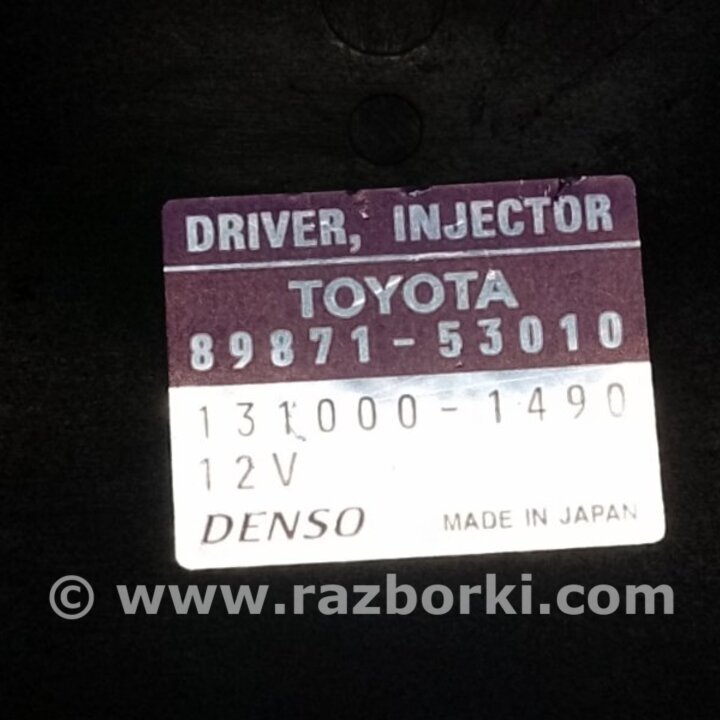 DRIVER, INJECTOR
TOYOTA
89871-53010
131000-1490
12V
DENSO MADE IN JAPAN
© www.razborki.com